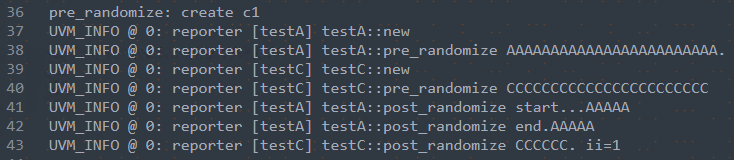 36 pre_randomize: create c1
37 UVM_INFO @ 0: reporter [testA] testA::new
38 UVM_INFO @ 0: reporter [testA] testA::pre_randomize AAAAAAAAAAAAAAAAAAAAAAAA.
39 UVM_INFO @ 0: reporter [testC] testC::new
40 UVM_INFO @ 0: reporter [testC] testC::pre_randomize CCCCCCCCCCCCCCCCCCCCCCC
41 UVM_INFO @ 0: reporter [testA] testA::post_randomize start...AAAAA
42 UVM_INFO @ 0: reporter [testA] testA::post_randomize end.AAAAA
43 UVM_INFO @ 0: reporter [testC] testC::post_randomize CCCCCC. ii=1